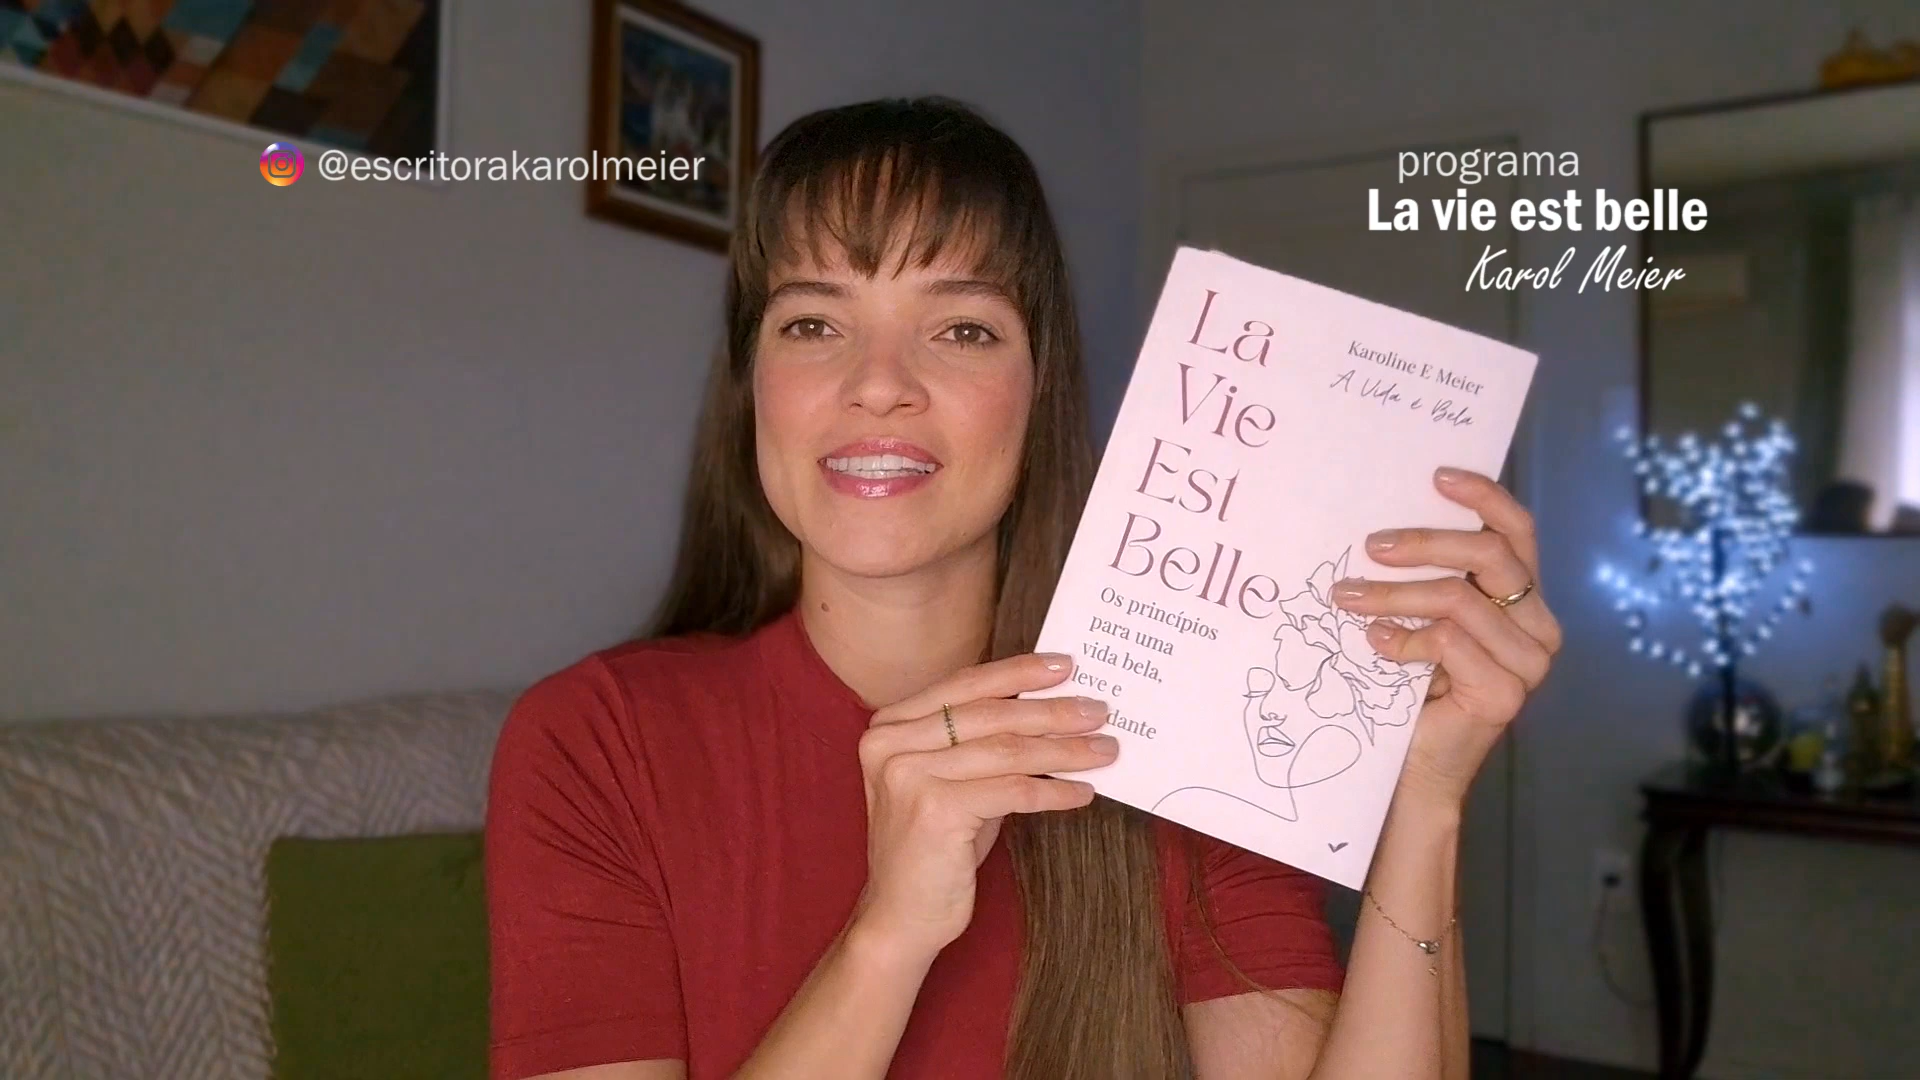 @escritorakarolmeier
programa
La vie est belle
Karol Meier
La
Vie
Est
Belle
Karoline E Meier
A Vida é Bela
Os princípios
para uma
vida bela,
leve e
dante